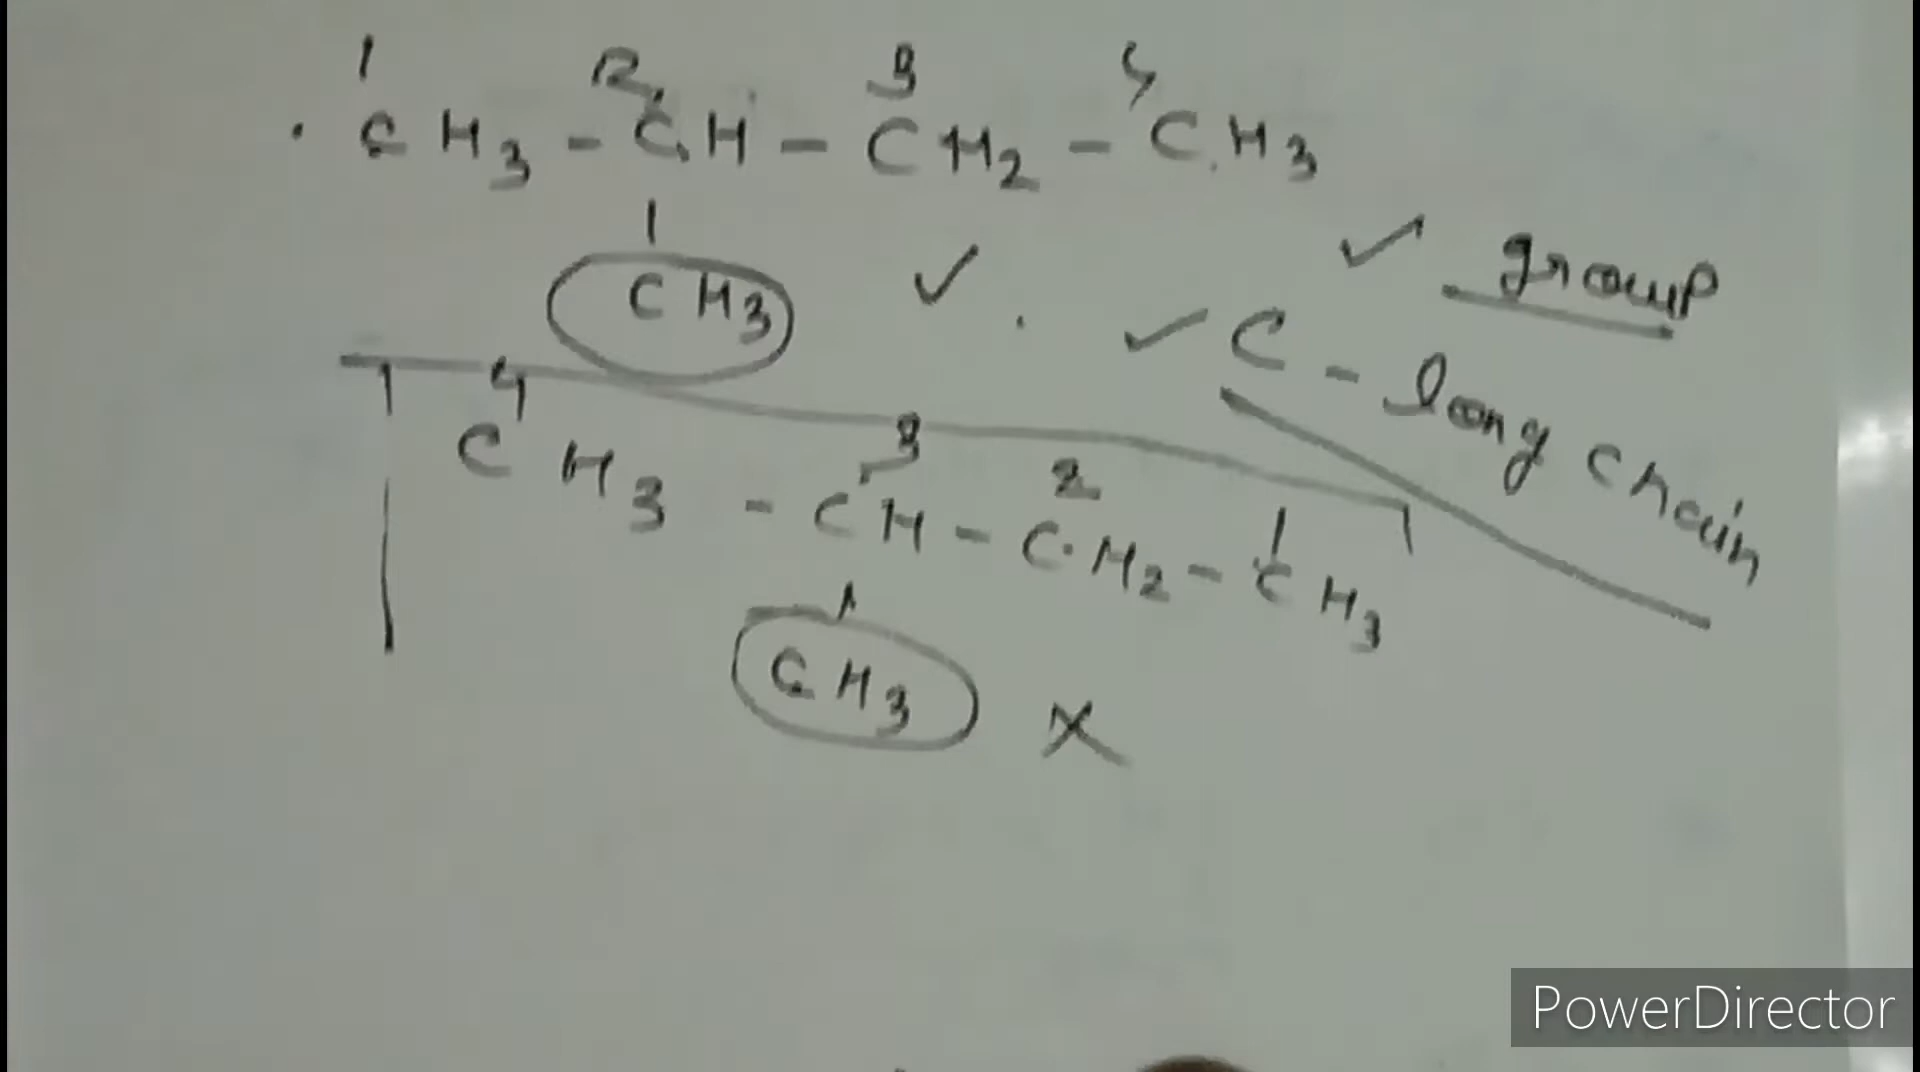 1 2 3 4
CH3 - CH - CH2 - CH3
CH3
group
C - long chain
4 3 2 1
CH3 - CH - CH2 - CH3
CH3
PowerDirector